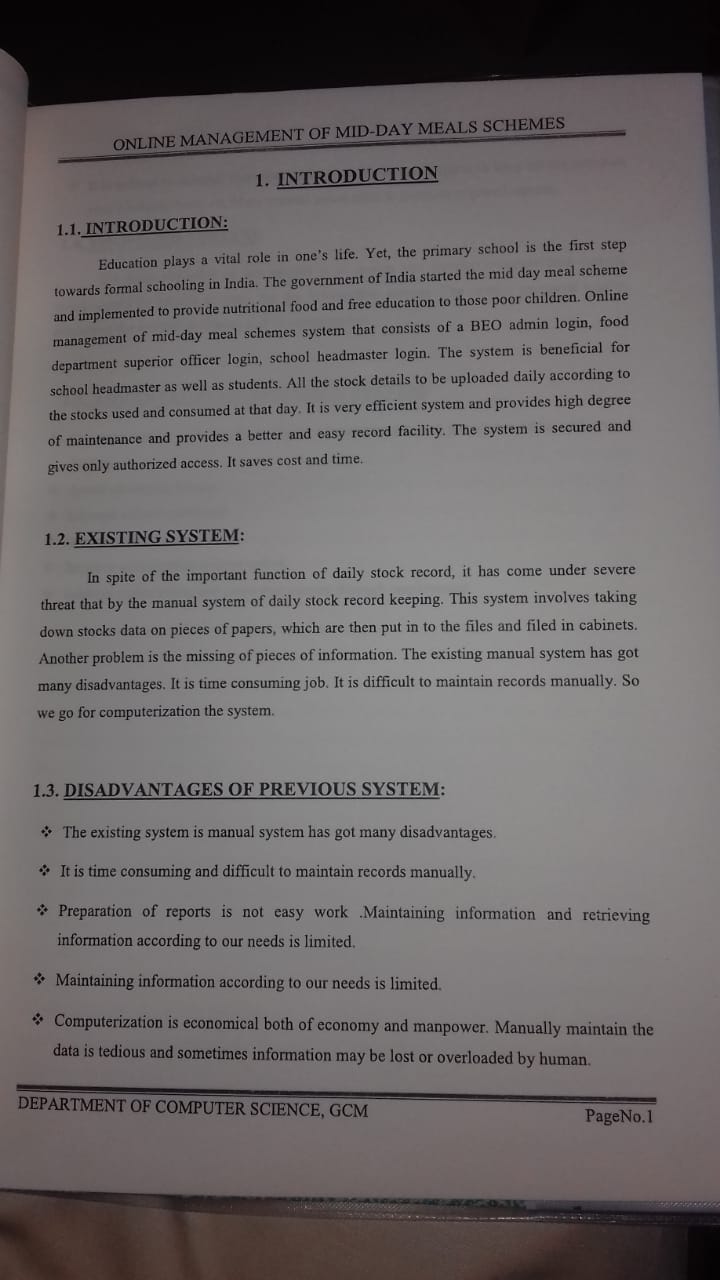 ONLINE MANAGEMENT OF MID-DAY MEALS SCHEMES
1. INTRODUCTION
1.1. INTRODUCTION:
Education plays a vital role in one's life. Yet, the primary school is the first step
towards formal schooling in India. The government of India started the mid day meal scheme
and implemented to provide nutritional food and free education to those poor children. Online
management of mid-day meal schemes system that consists of a BEO admin login, food
department superior officer login, school headmaster login. The system is beneficial for
school headmaster as well as students. All the stock details to be uploaded daily according to
the stocks used and consumed at that day. It is very efficient system and provides high degree
of maintenance and provides a better and easy record facility. The system is secured and
gives only authorized access. It saves cost and time.
1.2. EXISTING SYSTEM:
In spite of the important function of daily stock record, it has come under severe
threat that by the manual system of daily stock record keeping. This system involves taking
down stocks data on pieces of papers, which are then put in to the files and filed in cabinets.
Another problem is the missing of pieces of information. The existing manual system has got
many disadvantages. It is time consuming job. It is difficult to maintain records manually. So
we go for computerization the system.
1.3. DISADVANTAGES OF PREVIOUS SYSTEM:
❖ The existing system is manual system has got many disadvantages.
❖ It is time consuming and difficult to maintain records manually.
❖ Preparation of reports is not easy work .Maintaining information and retrieving
information according to our needs is limited.
❖ Maintaining information according to our needs is limited.
❖ Computerization is economical both of economy and manpower. Manually maintain the
data is tedious and sometimes information may be lost or overloaded by human.
DEPARTMENT OF COMPUTER SCIENCE, GCM
PageNo.1